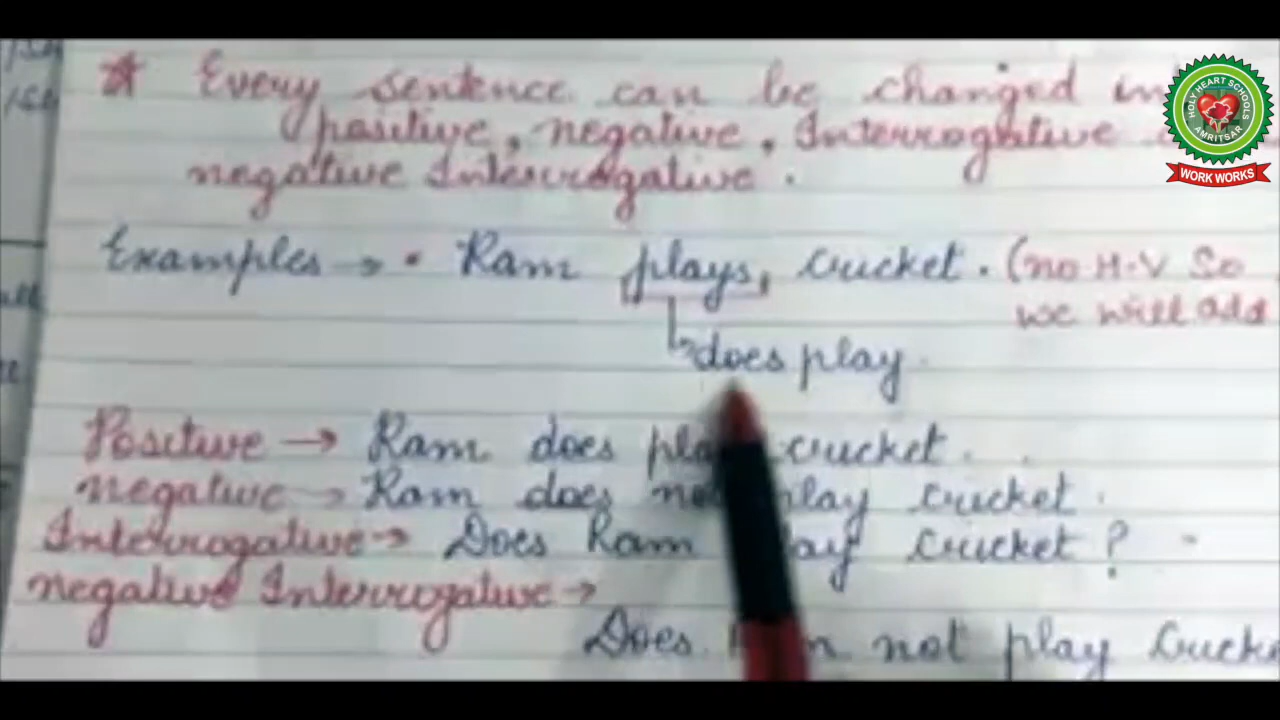 * Every sentence can be changed in
positive, negative, Interrogative
negative Interrogative.
Examples → • Ram plays, cricket. (no H.V So
we will add
does play.
Positive → Ram does play cricket.
Negative → Ram does not play cricket.
Interrogative → Does Ram play cricket?
negative Interrogative →
Does Ram not play
HOLY HEART SCHOOLS
AMRITSAR
WORK WORKS